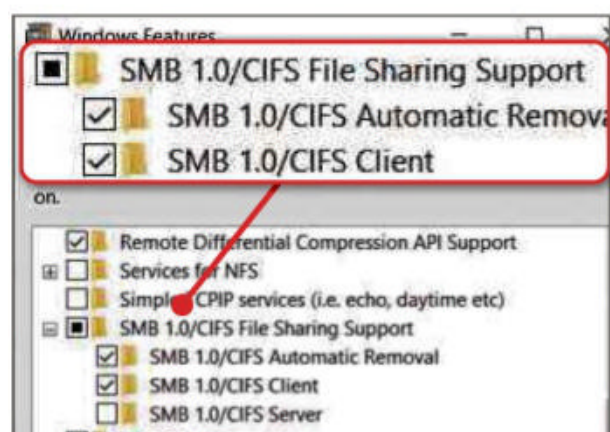 Windows Features
SMB 1.0/CIFS File Sharing Support
SMB 1.0/CIFS Automatic Remova
SMB 1.0/CIFS Client
on.
Remote Differential Compression API Support
Services for NFS
Simple TCPIP services (i.e. echo, daytime etc)
SMB 1.0/CIFS File Sharing Support
SMB 1.0/CIFS Automatic Removal
SMB 1.0/CIFS Client
SMB 1.0/CIFS Server